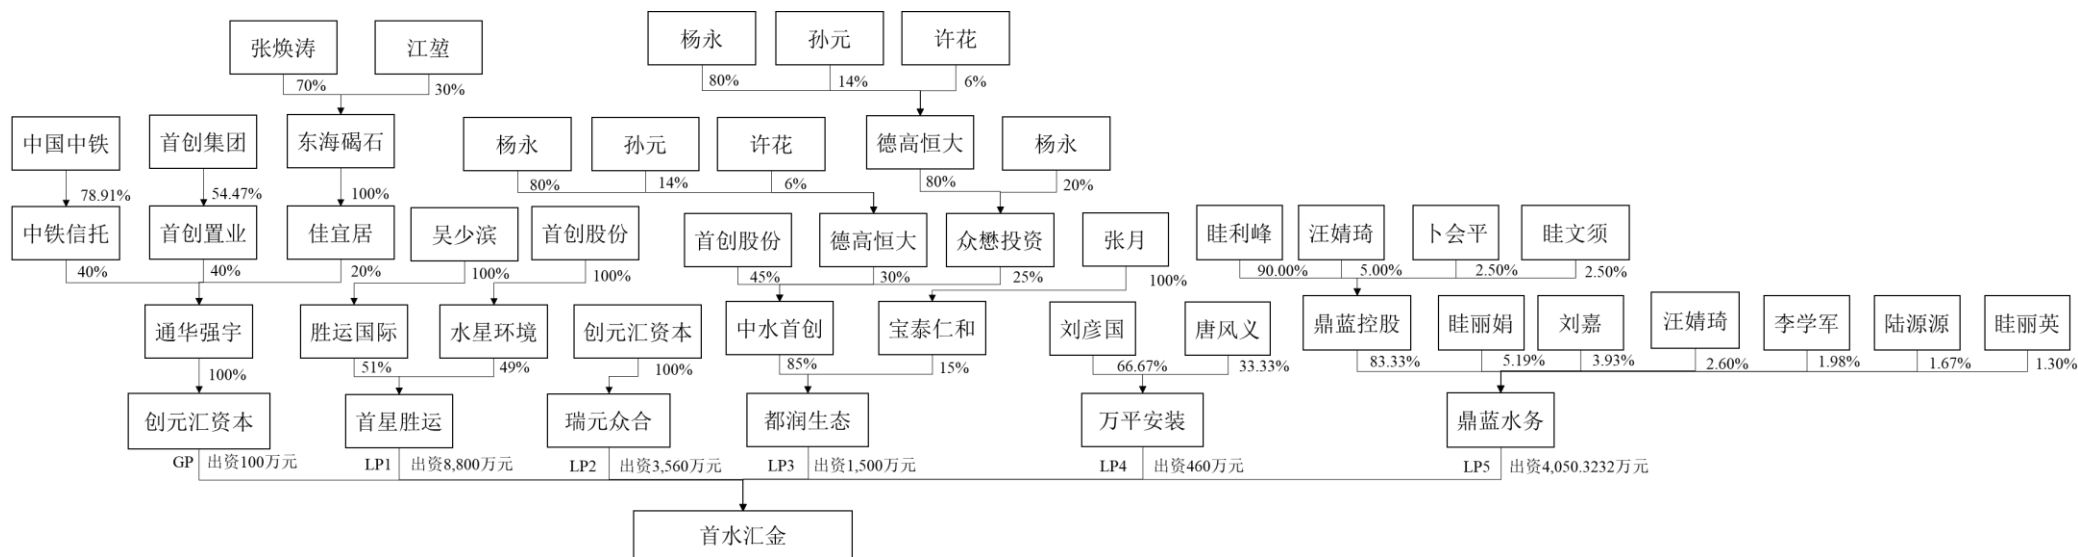 张焕涛
江堃
杨永
孙元
许花
70%
30%
80%
14%
6%
中国中铁
首创集团
东海碣石
杨永
孙元
许花
德高恒大
杨永
78.91%
54.47%
100%
80%
14%
6%
80%
20%
中铁信托
首创置业
佳宜居
吴少滨
首创股份
首创股份
德高恒大
众懋投资
张月
眭利峰
汪婧琦
卜会平
眭文须
40%
40%
20%
100%
100%
45%
30%
25%
100%
90.00%
5.00%
2.50%
2.50%
通华强宇
胜运国际
水星环境
创元汇资本
中水首创
宝泰仁和
刘彦国
唐风义
鼎蓝控股
眭丽娟
刘嘉
汪婧琦
李学军
陆源源
眭丽英
100%
51%
49%
100%
85%
15%
66.67%
33.33%
83.33%
5.19%
3.93%
2.60%
1.98%
1.67%
1.30%
创元汇资本
首星胜运
瑞元众合
都润生态
万平安装
鼎蓝水务
GP 出资100万元
LP1 出资8,800万元
LP2 出资3,560万元
LP3 出资1,500万元
LP4 出资460万元
LP5 出资4,050.3232万元
首水汇金